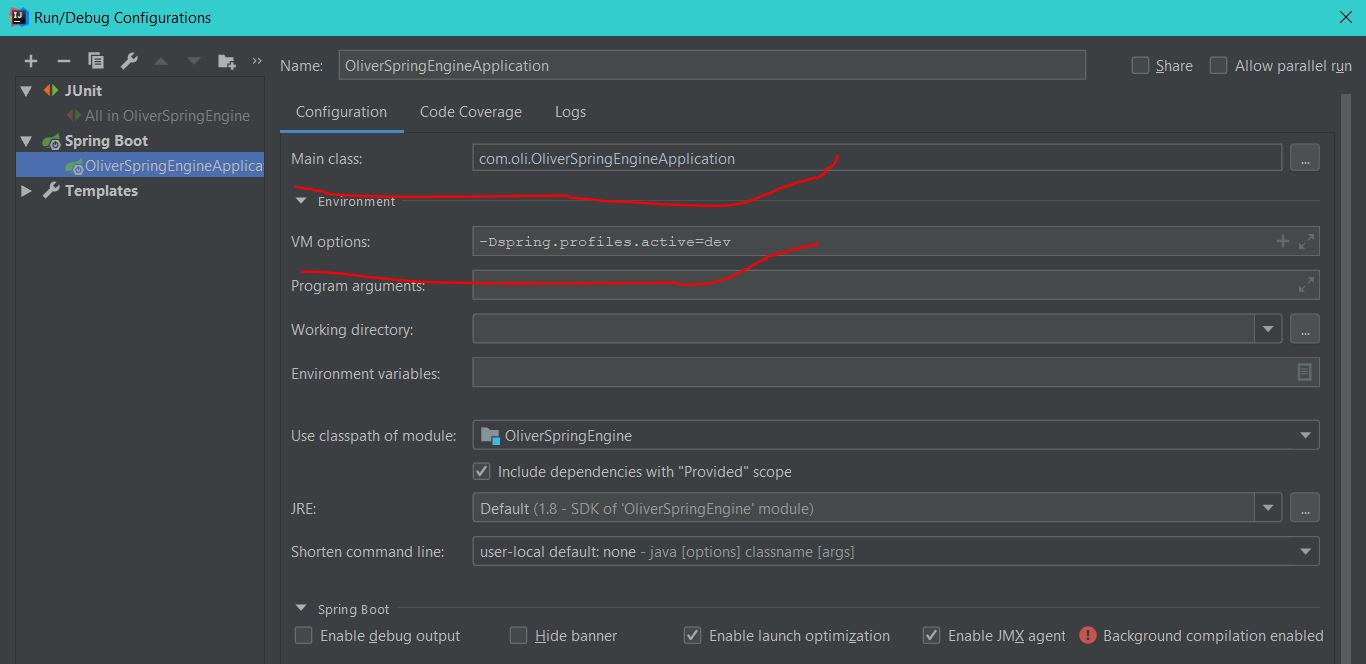 Run/Debug Configurations
Name: OliverSpringEngineApplication Share Allow parallel run
JUnit
All in OliverSpringEngine
Spring Boot
OliverSpringEngineApplica
Templates
Configuration Code Coverage Logs
Main class: com.oli.OliverSpringEngineApplication ...
Environment
VM options: -Dspring.profiles.active=dev
Program arguments:
Working directory: ...
Environment variables:
Use classpath of module: OliverSpringEngine
Include dependencies with "Provided" scope
JRE: Default (1.8 - SDK of 'OliverSpringEngine' module) ...
Shorten command line: user-local default: none - java [options] classname [args]
Spring Boot
Enable debug output Hide banner Enable launch optimization Enable JMX agent Background compilation enabled